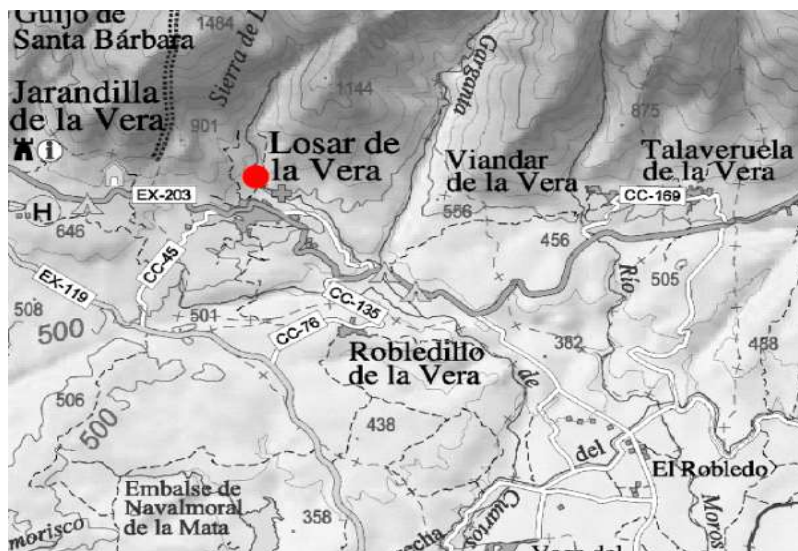 Guijo de
Santa Bárbara
1484
Sierra de
Garganta
1144
Jarandilla
de la Vera
901
875
Losar de
la Vera
Viandar
de la Vera
Talaveruela
de la Vera
i
EX-203
CC-169
H
646
556
456
CC-45
Río
505
EX-119
508
500
501
CC-135
CC-76
382
488
Robledillo
de la Vera
de
506
500
438
del
El Robledo
Embalse de
Navalmoral
de la Mata
358
Cuartos
Moros